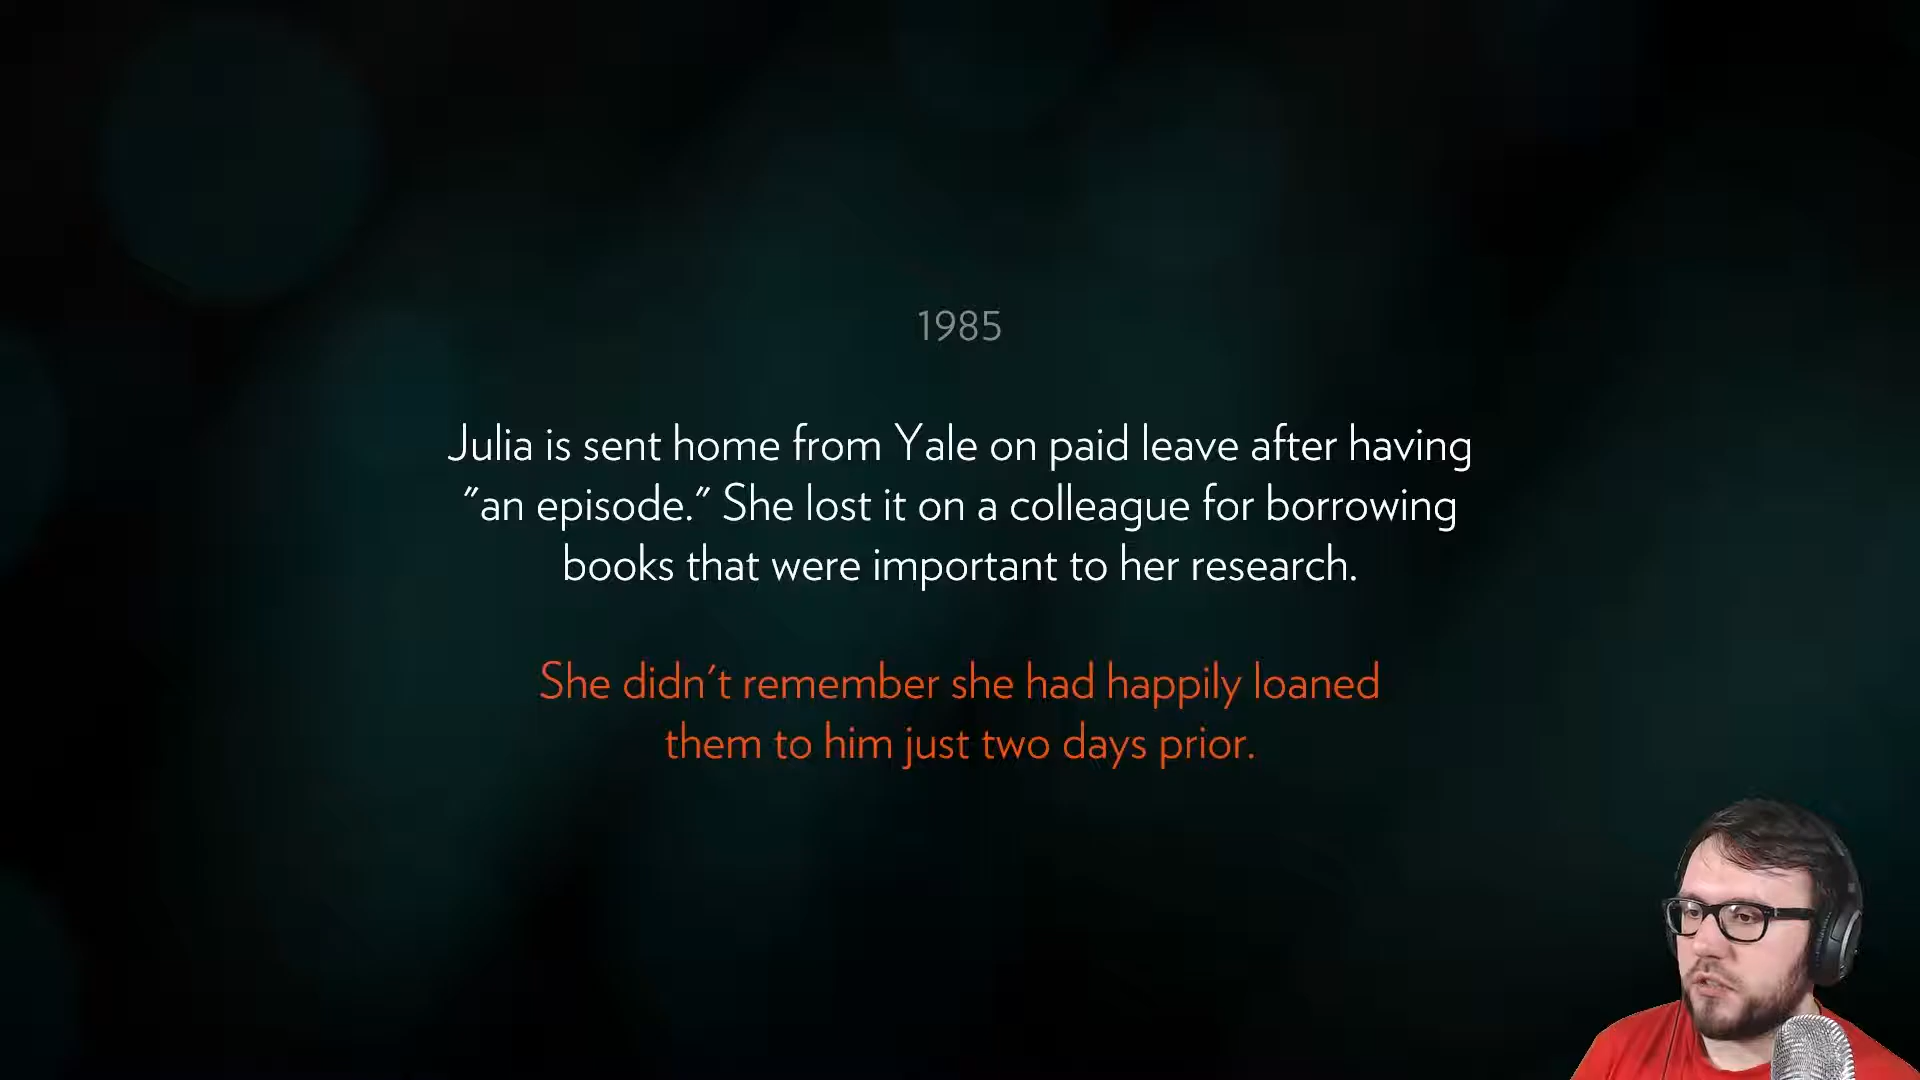 1985
Julia is sent home from Yale on paid leave after having
"an episode." She lost it on a colleague for borrowing
books that were important to her research.
She didn't remember she had happily loaned
them to him just two days prior.